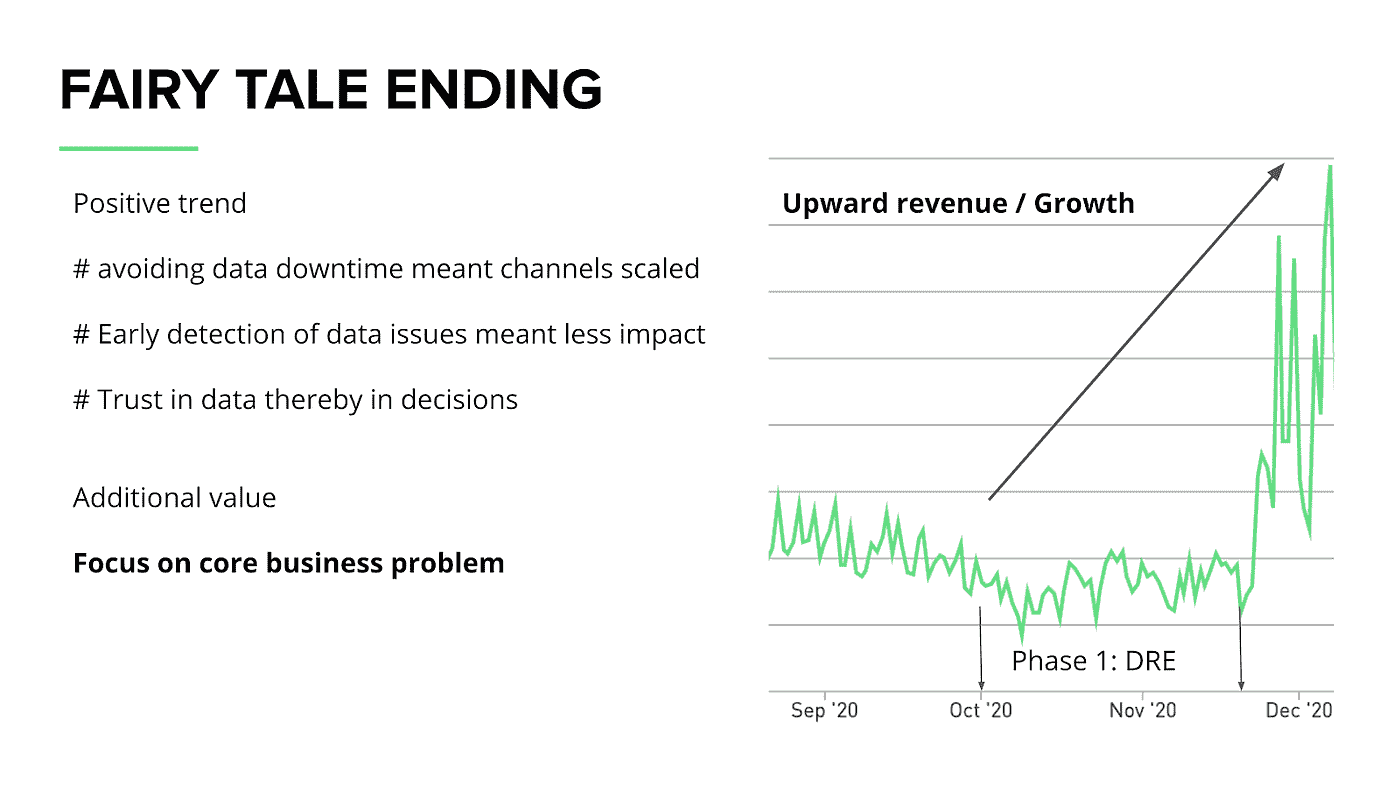 FAIRY TALE ENDING
Positive trend
# avoiding data downtime meant channels scaled
# Early detection of data issues meant less impact
# Trust in data thereby in decisions
Additional value
Focus on core business problem
Upward revenue / Growth
Phase 1: DRE
Sep '20
Oct '20
Nov '20
Dec '20